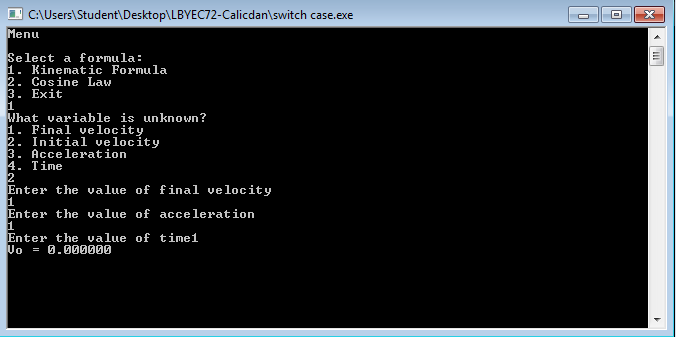 C:\Users\Student\Desktop\LBYEC72-Calicdan\switch case.exe
Menu
Select a formula:
1. Kinematic Formula
2. Cosine Law
3. Exit
1
What variable is unknown?
1. Final velocity
2. Initial velocity
3. Acceleration
4. Time
2
Enter the value of final velocity
1
Enter the value of acceleration
1
Enter the value of time1
Vo = 0.000000